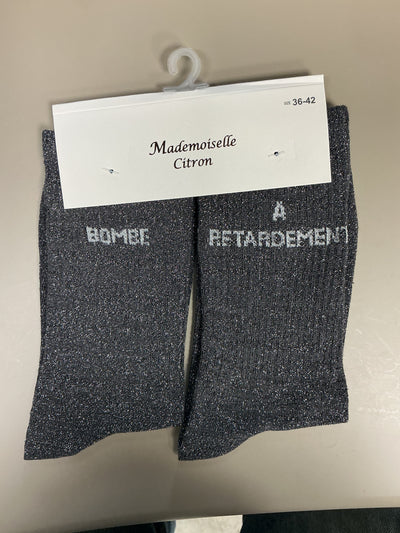 36-42
Mademoiselle
Citron
BOMBE
À
RETARDEMENT